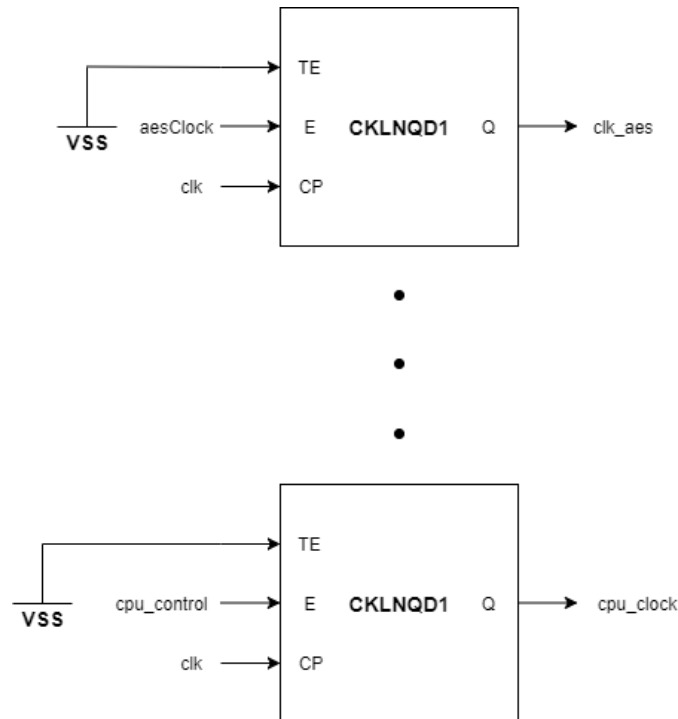 TE
aesClock E CKLNQD1 Q clk_aes
VSS
clk CP
TE
cpu_control E CKLNQD1 Q cpu_clock
VSS
clk CP